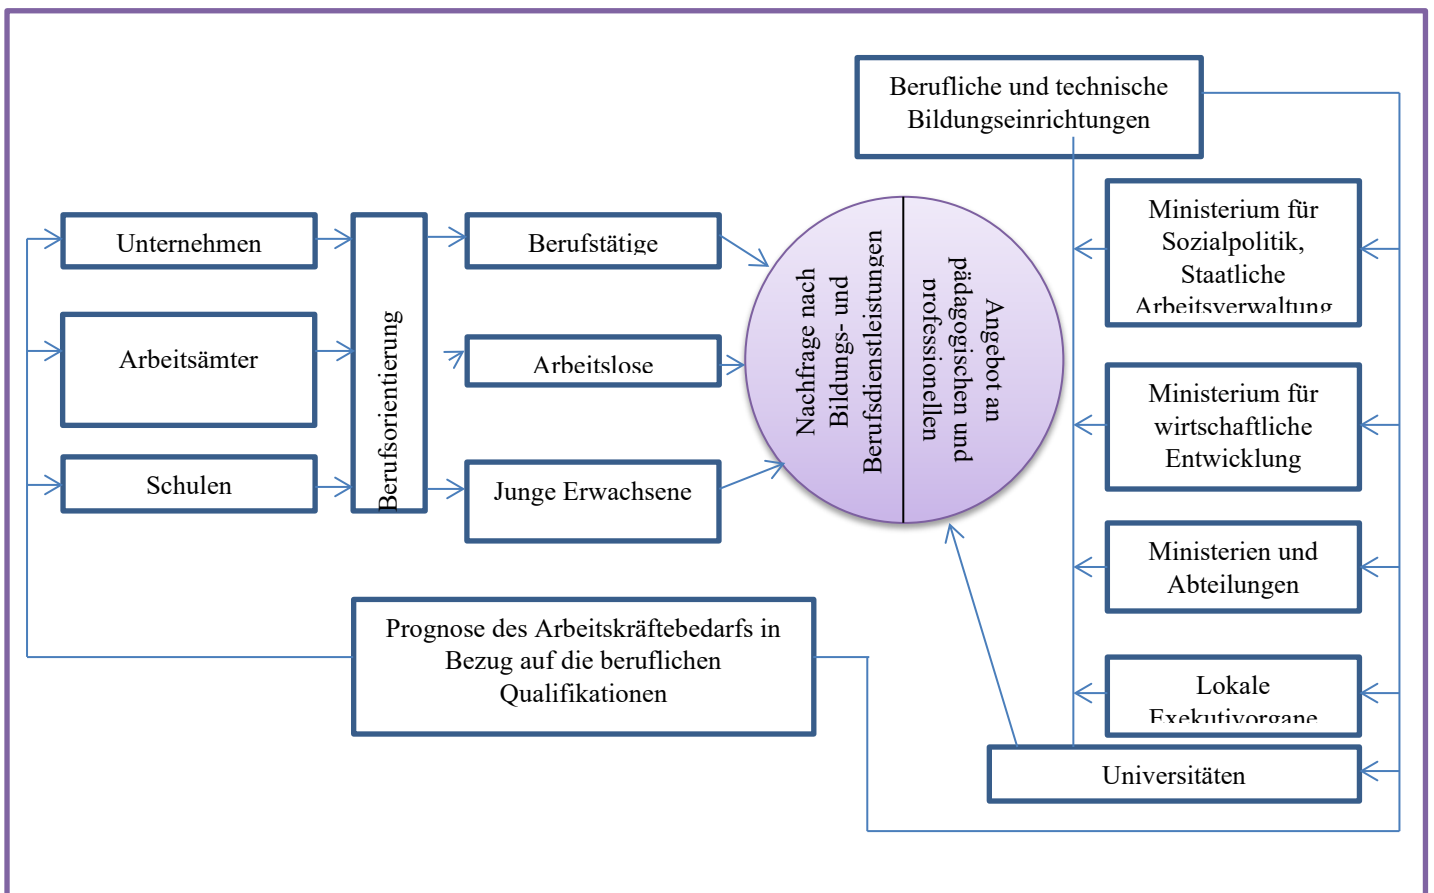 Berufliche und technische
Bildungseinrichtungen
Unternehmen
Arbeitsämter
Schulen
Berufsorientierung
Berufstätige
Arbeitslose
Junge Erwachsene
Nachfrage nach
Bildungs- und
Berufsdienstleistungen
Angebot an
pädagogischen und
professionellen
Ministerium für
Sozialpolitik,
Staatliche
Arbeitsverwaltung
Ministerium für
wirtschaftliche
Entwicklung
Ministerien und
Abteilungen
Lokale
Exekutivorgane
Universitäten
Prognose des Arbeitskräftebedarfs in
Bezug auf die beruflichen
Qualifikationen